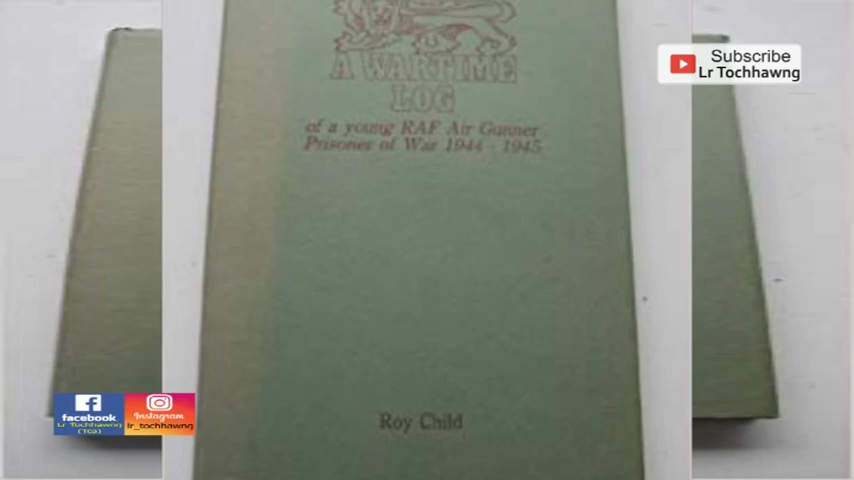 A WARTIME
LOG
of a young RAF Air Gunner
Prisoner of War 1944 - 1945
Roy Child
Subscribe
Lr Tochhawng
facebook
Lr Tochhawng
(Tca)
Instagram
lr_tochhawng